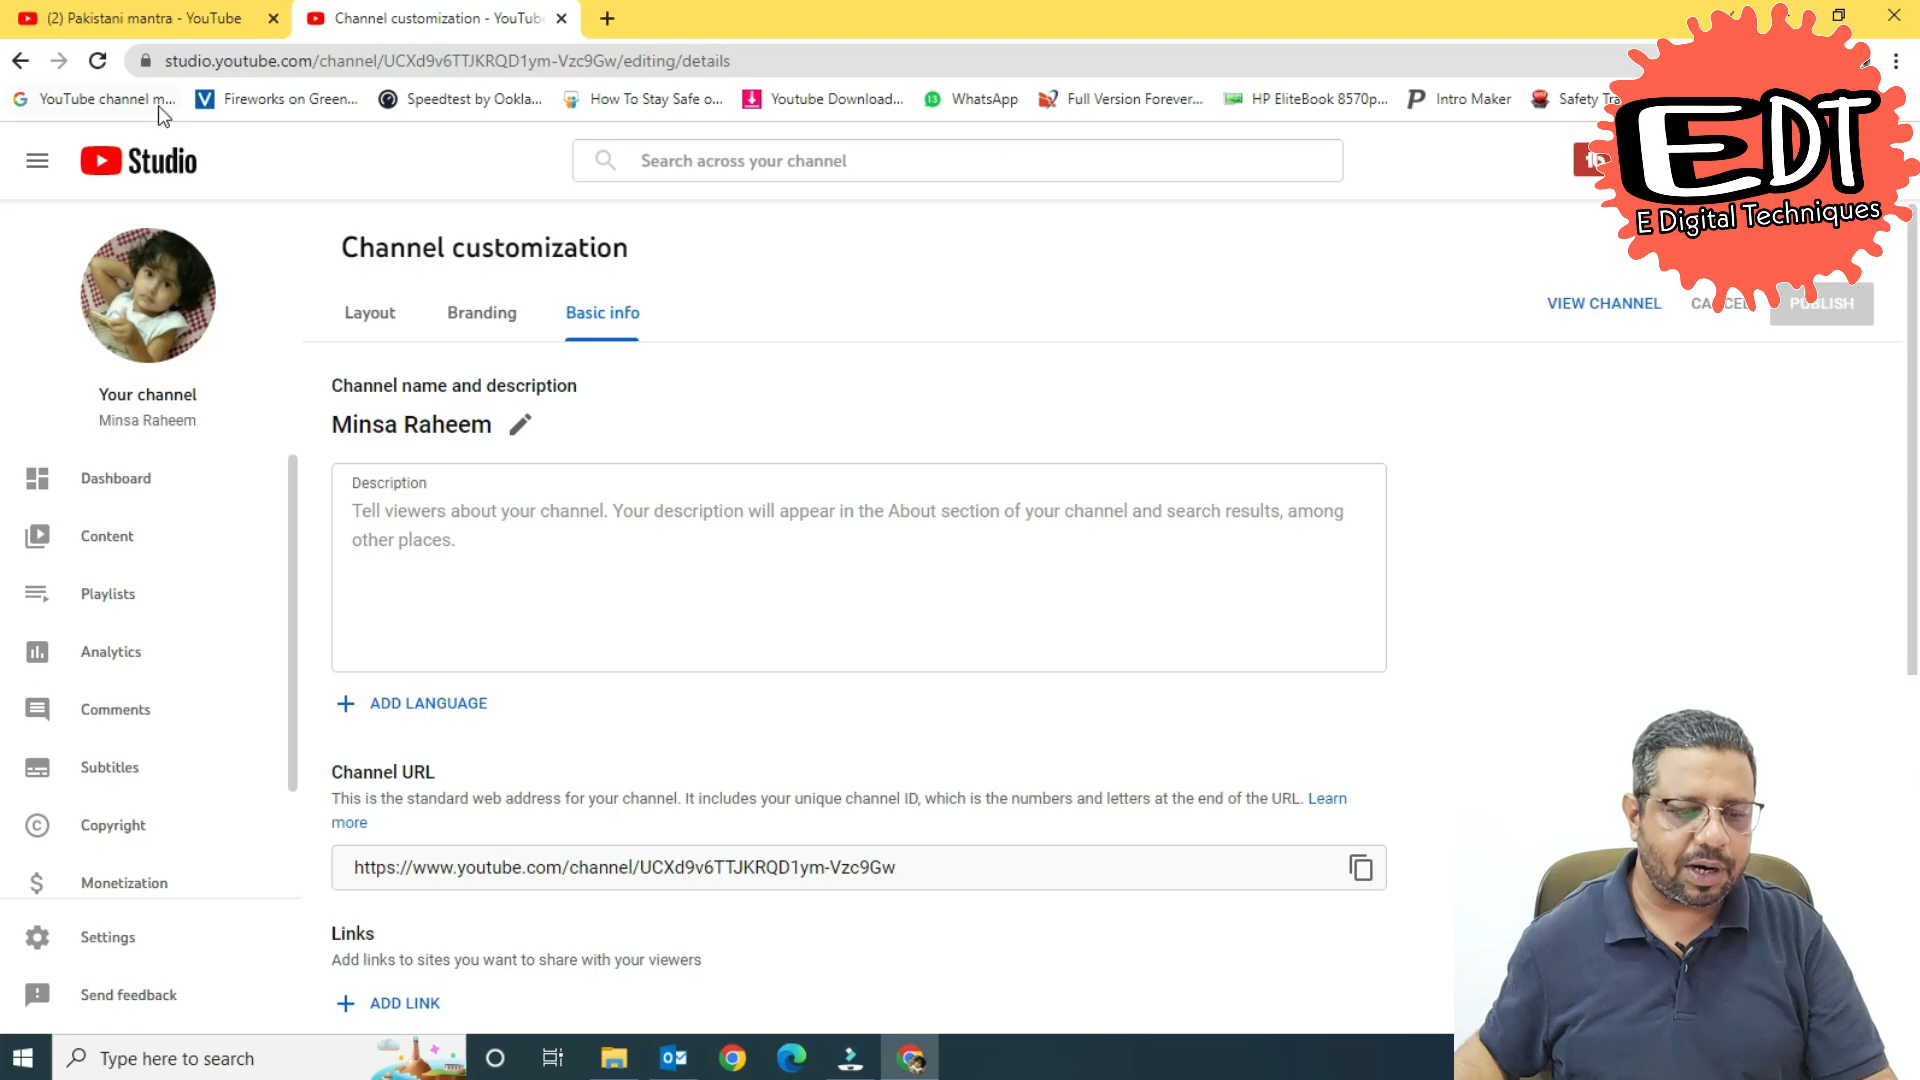 (2) Pakistani mantra - YouTube
Channel customization - YouTub
studio.youtube.com/channel/UCXd9v6TTJKRQD1ym-Vzc9Gw/editing/details
YouTube channel m... Fireworks on Green... Speedtest by Ookla... How To Stay Safe o... Youtube Download... WhatsApp Full Version Forever... HP EliteBook 8570p... Intro Maker Safety Tra
Studio
Search across your channel
EDT
E Digital Techniques
Channel customization
Layout Branding Basic info
VIEW CHANNEL CANCEL PUBLISH
Your channel
Minsa Raheem
Dashboard
Content
Playlists
Analytics
Comments
Subtitles
Copyright
Monetization
Settings
Send feedback
Channel name and description
Minsa Raheem
Description
Tell viewers about your channel. Your description will appear in the About section of your channel and search results, among
other places.
ADD LANGUAGE
Channel URL
This is the standard web address for your channel. It includes your unique channel ID, which is the numbers and letters at the end of the URL. Learn
more
https://www.youtube.com/channel/UCXd9v6TTJKRQD1ym-Vzc9Gw
Links
Add links to sites you want to share with your viewers
ADD LINK
Type here to search